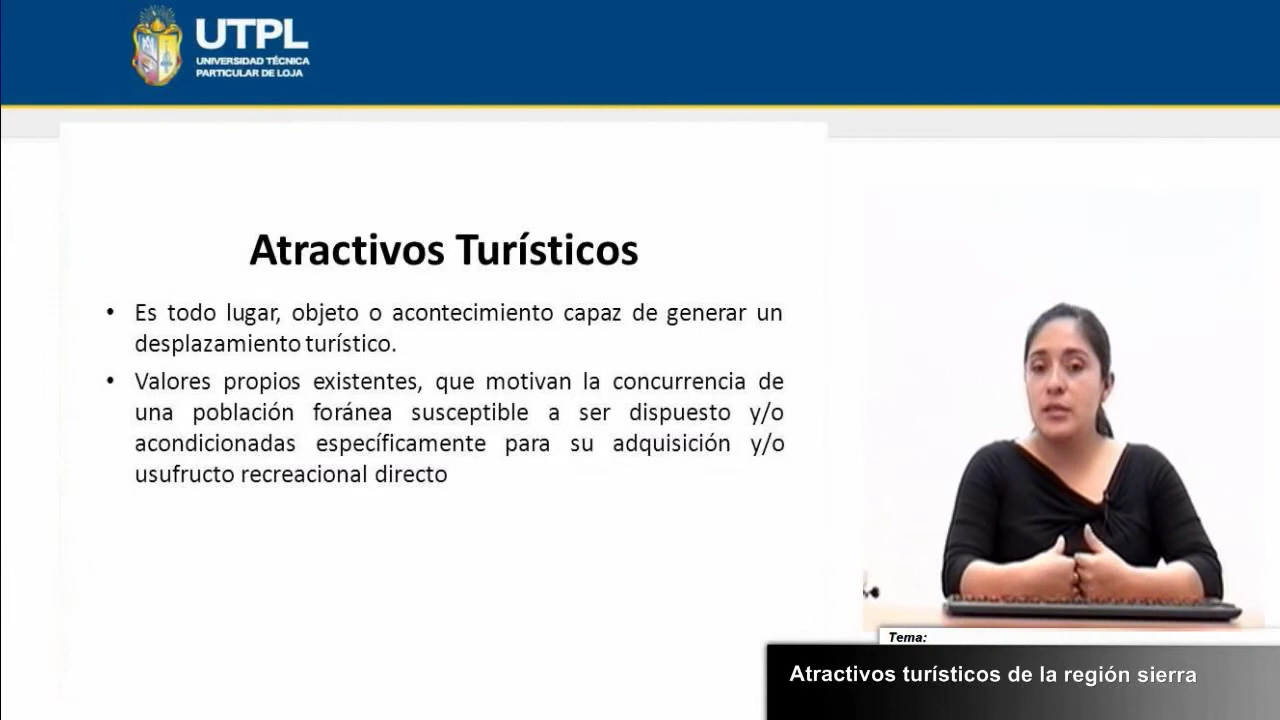 UTPL
UNIVERSIDAD TÉCNICA
PARTICULAR DE LOJA
Atractivos Turísticos
• Es todo lugar, objeto o acontecimiento capaz de generar un
desplazamiento turístico.
• Valores propios existentes, que motivan la concurrencia de
una población foránea susceptible a ser dispuesto y/o
acondicionadas específicamente para su adquisición y/o
usufructo recreacional directo
Tema:
Atractivos turísticos de la región sierra